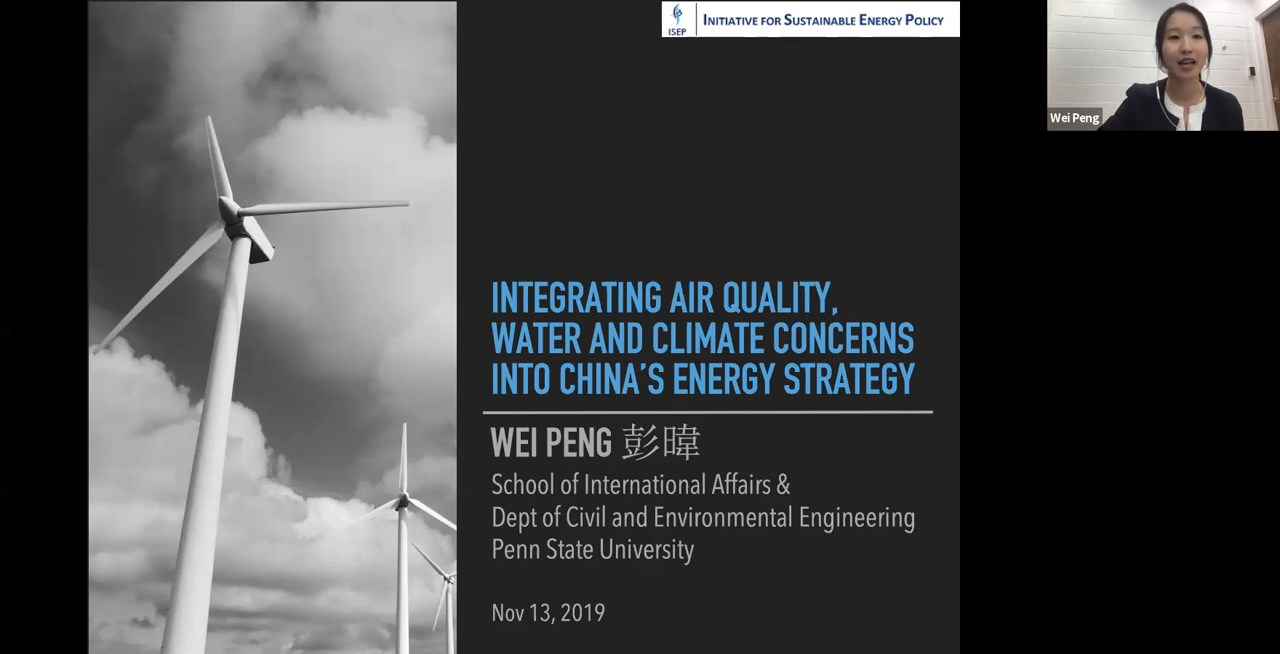 ISEP
INITIATIVE FOR SUSTAINABLE ENERGY POLICY
Wei Peng
INTEGRATING AIR QUALITY,
WATER AND CLIMATE CONCERNS
INTO CHINA'S ENERGY STRATEGY
WEI PENG 彭暐
School of International Affairs &
Dept of Civil and Environmental Engineering
Penn State University
Nov 13, 2019